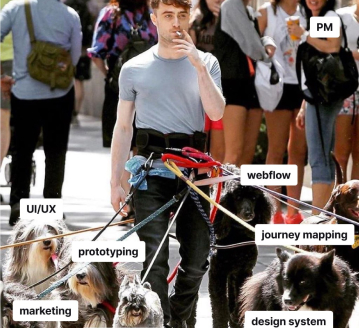 PM
webflow
UI/UX
journey mapping
prototyping
marketing
design system